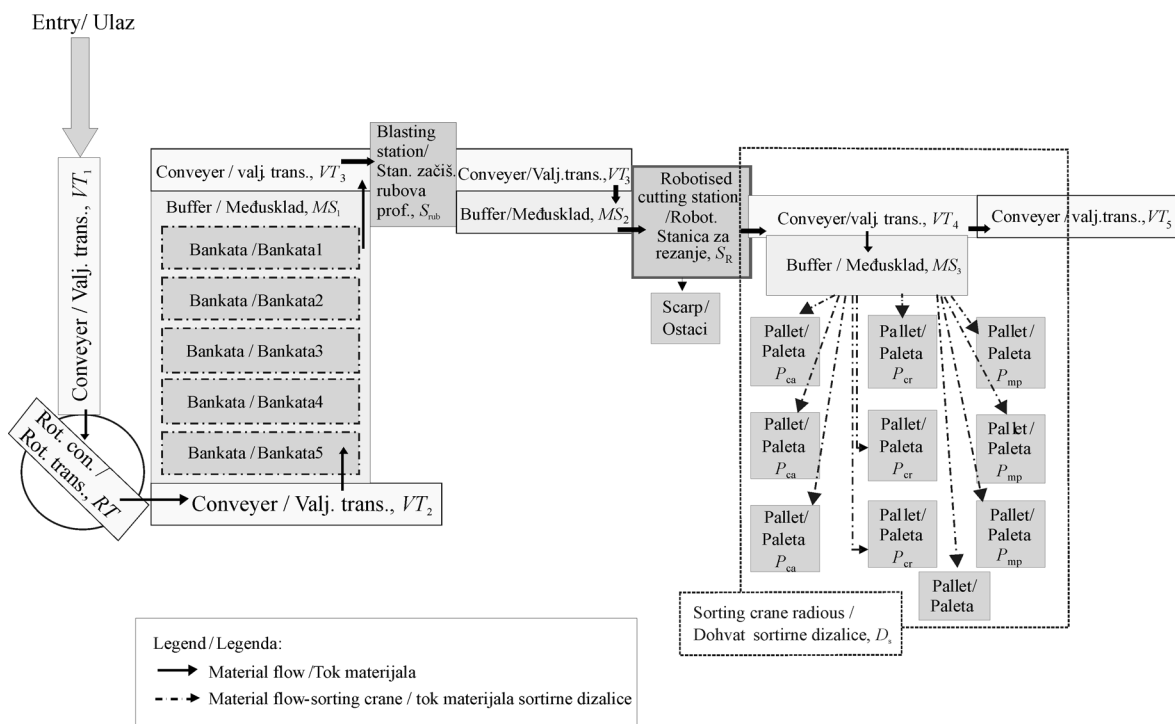 Entry/ Ulaz
Conveyer / Valj. trans., VT1
Rot. con. /
Rot. trans., RT
Conveyer / Valj. trans., VT2
Conveyer / valj. trans., VT3
Buffer / Međusklad, MS1
Bankata /Bankata1
Bankata /Bankata2
Bankata / Bankata3
Bankata / Bankata4
Bankata / Bankata5
Blasting
station/
Stan. začiš.
rubova
prof., Srub
Conveyer/Valj.trans.,VT3
Buffer/Međusklad, MS2
Robotised
cutting station
/Robot.
Stanica za
rezanje, SR
Scarp/
Ostaci
Conveyer/valj. trans., VT4
Conveyer / valj.trans., VT5
Buffer / Međusklad, MS3
Pallet/
Paleta
Pca
Pallet/
Paleta
Pcr
Pallet/
Paleta
Pmp
Pallet/
Paleta
Pca
Pallet/
Paleta
Pcr
Pallet/
Paleta
Pmp
Pallet/
Paleta
Pca
Pallet/
Paleta
Pcr
Pallet/
Paleta
Pmp
Pallet/
Paleta
Sorting crane radious /
Dohvat sortirne dizalice, Ds
Legend / Legenda:
Material flow /Tok materijala
Material flow-sorting crane / tok materijala sortirne dizalice